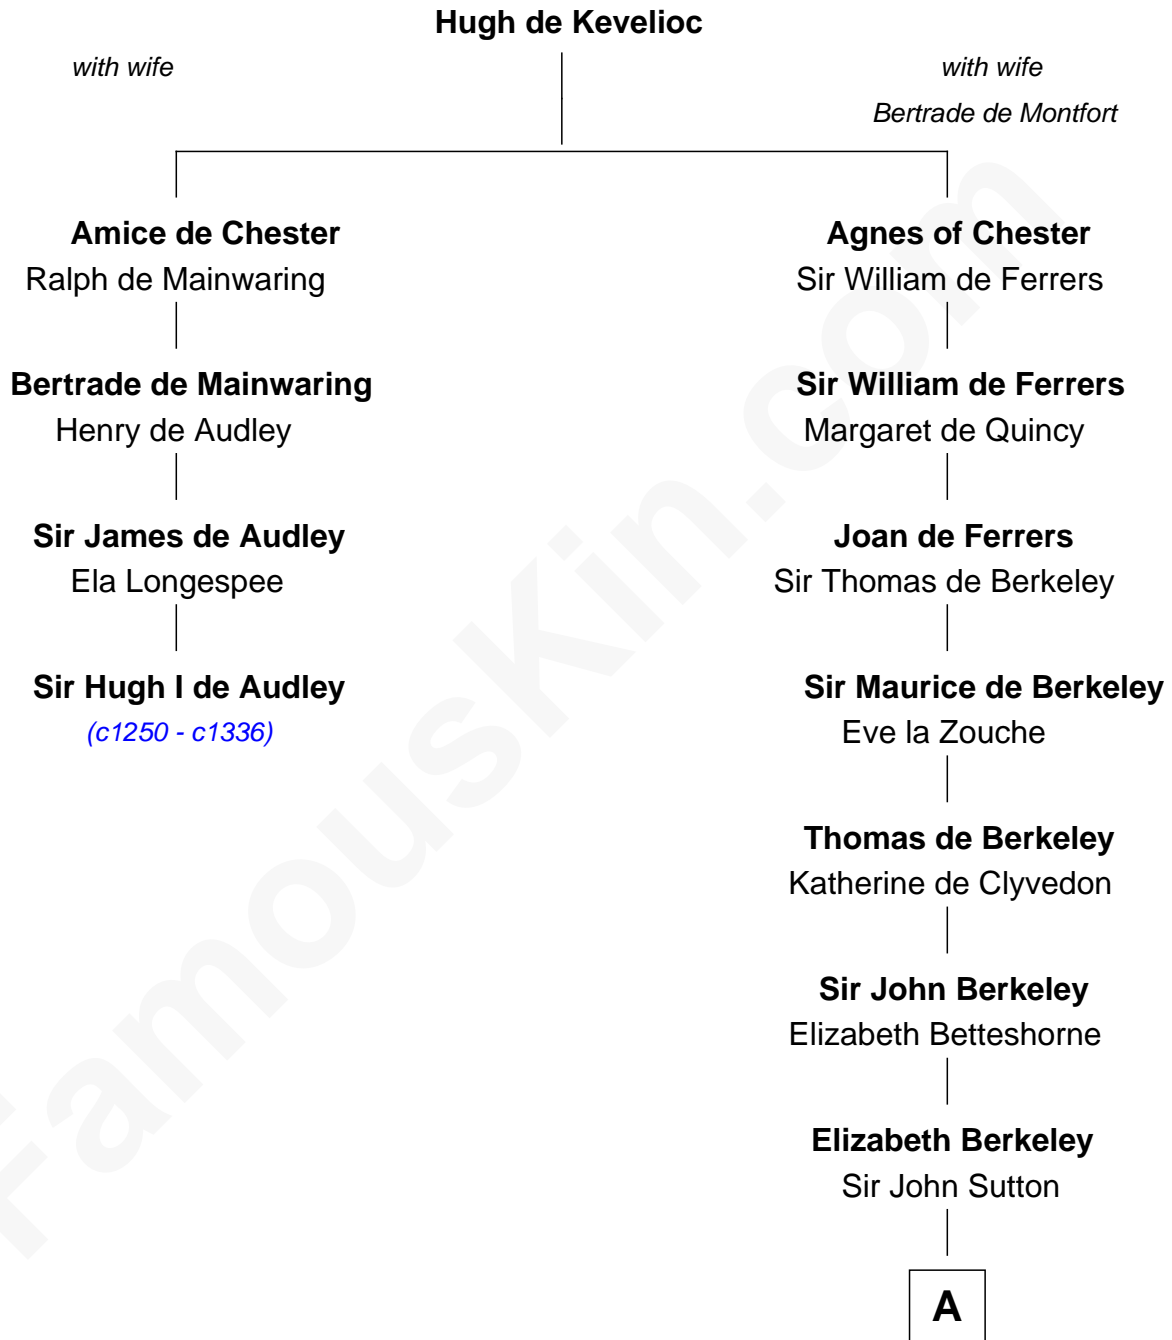 Hugh de Kevelioc
with wife
with wife
Bertrade de Montfort
Amice de Chester
Ralph de Mainwaring
Agnes of Chester
Sir William de Ferrers
Bertrade de Mainwaring
Henry de Audley
Sir William de Ferrers
Margaret de Quincy
Sir James de Audley
Ela Longespee
Joan de Ferrers
Sir Thomas de Berkeley
Sir Hugh I de Audley
(c1250 - c1336)
Sir Maurice de Berkeley
Eve la Zouche
Thomas de Berkeley
Katherine de Clyvedon
Sir John Berkeley
Elizabeth Betteshorne
Elizabeth Berkeley
Sir John Sutton
A
FamousKin.com